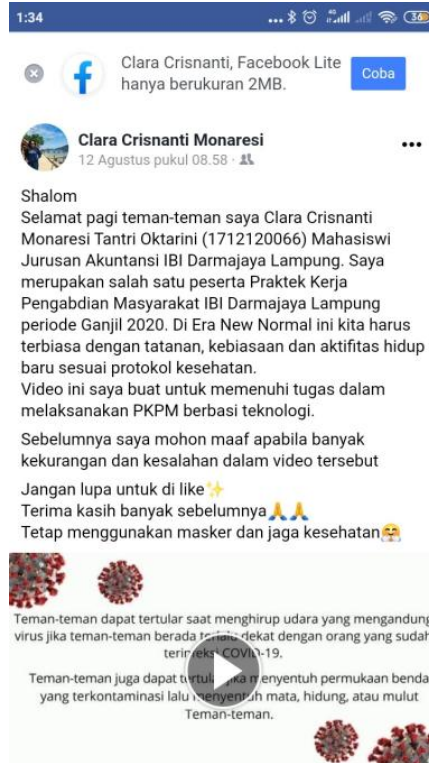 1:34
4G
36
Clara Crisnanti, Facebook Lite
hanya berukuran 2MB.
Coba
Clara Crisnanti Monaresi
12 Agustus pukul 08.58 ·
Shalom
Selamat pagi teman-teman saya Clara Crisnanti
Monaresi Tantri Oktarini (1712120066) Mahasiswi
Jurusan Akuntansi IBI Darmajaya Lampung. Saya
merupakan salah satu peserta Praktek Kerja
Pengabdian Masyarakat IBI Darmajaya Lampung
periode Ganjil 2020. Di Era New Normal ini kita harus
terbiasa dengan tatanan, kebiasaan dan aktifitas hidup
baru sesuai protokol kesehatan.
Video ini saya buat untuk memenuhi tugas dalam
melaksanakan PKPM berbasi teknologi.
Sebelumnya saya mohon maaf apabila banyak
kekurangan dan kesalahan dalam video tersebut
Jangan lupa untuk di like✨
Terima kasih banyak sebelumnya🙏🙏
Tetap menggunakan masker dan jaga kesehatan🤗
Teman-teman dapat tertular saat menghirup udara yang mengandung
virus jika teman-teman berada terlalu dekat dengan orang yang sudah
terinfeksi COVID-19.
Teman-teman juga dapat tertular jika menyentuh permukaan benda
yang terkontaminasi lalu menyentuh mata, hidung, atau mulut
Teman-teman.